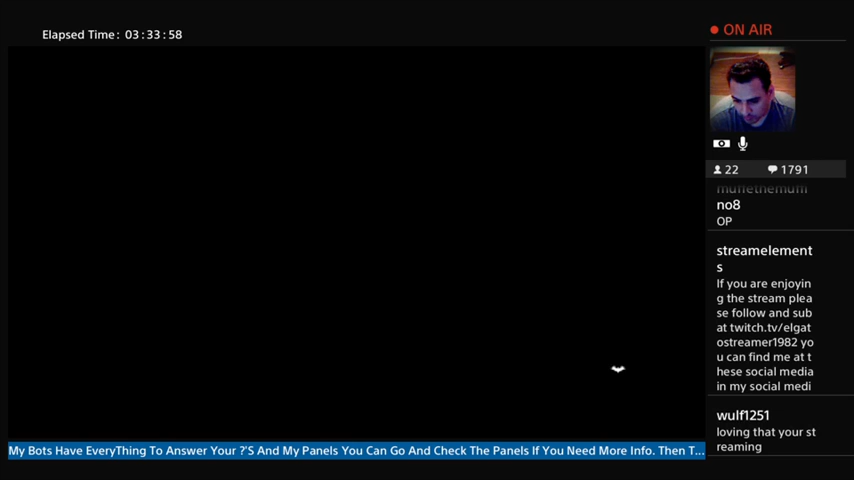 Elapsed Time: 03:33:58
ON AIR
22 1791
no8
OP
streamelement
s
If you are enjoyin
g the stream plea
se follow and sub
at twitch.tv/elgat
ostreamer1982 yo
u can find me at t
hese social media
in my social medi
wulf1251
loving that your st
reaming
My Bots Have EveryThing To Answer Your ?'S And My Panels You Can Go And Check The Panels If You Need More Info. Then T...